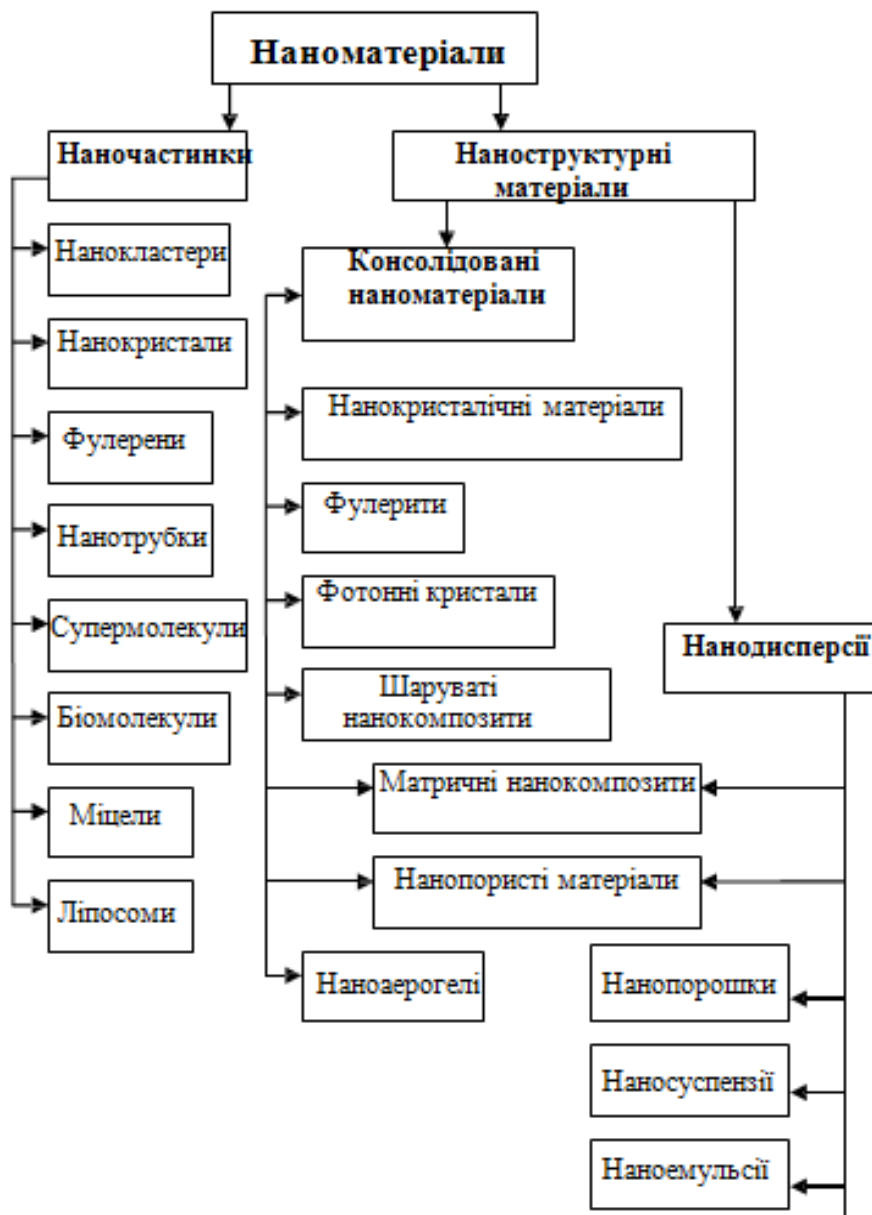 Наноматеріали
Наночастинки
Наноструктурні
матеріали
Нанокластери
Консолідовані
наноматеріали
Нанокристали
Нанокристалічні матеріали
Фулерени
Фулерити
Нанотрубки
Фотонні кристали
Супермолекули
Нанодисперсії
Шаруваті
нанокомпозити
Біомолекули
Матричні нанокомпозити
Міцели
Нанопористі матеріали
Ліпосоми
Наноаерогелі
Нанопорошки
Наносуспензії
Наноемульсії